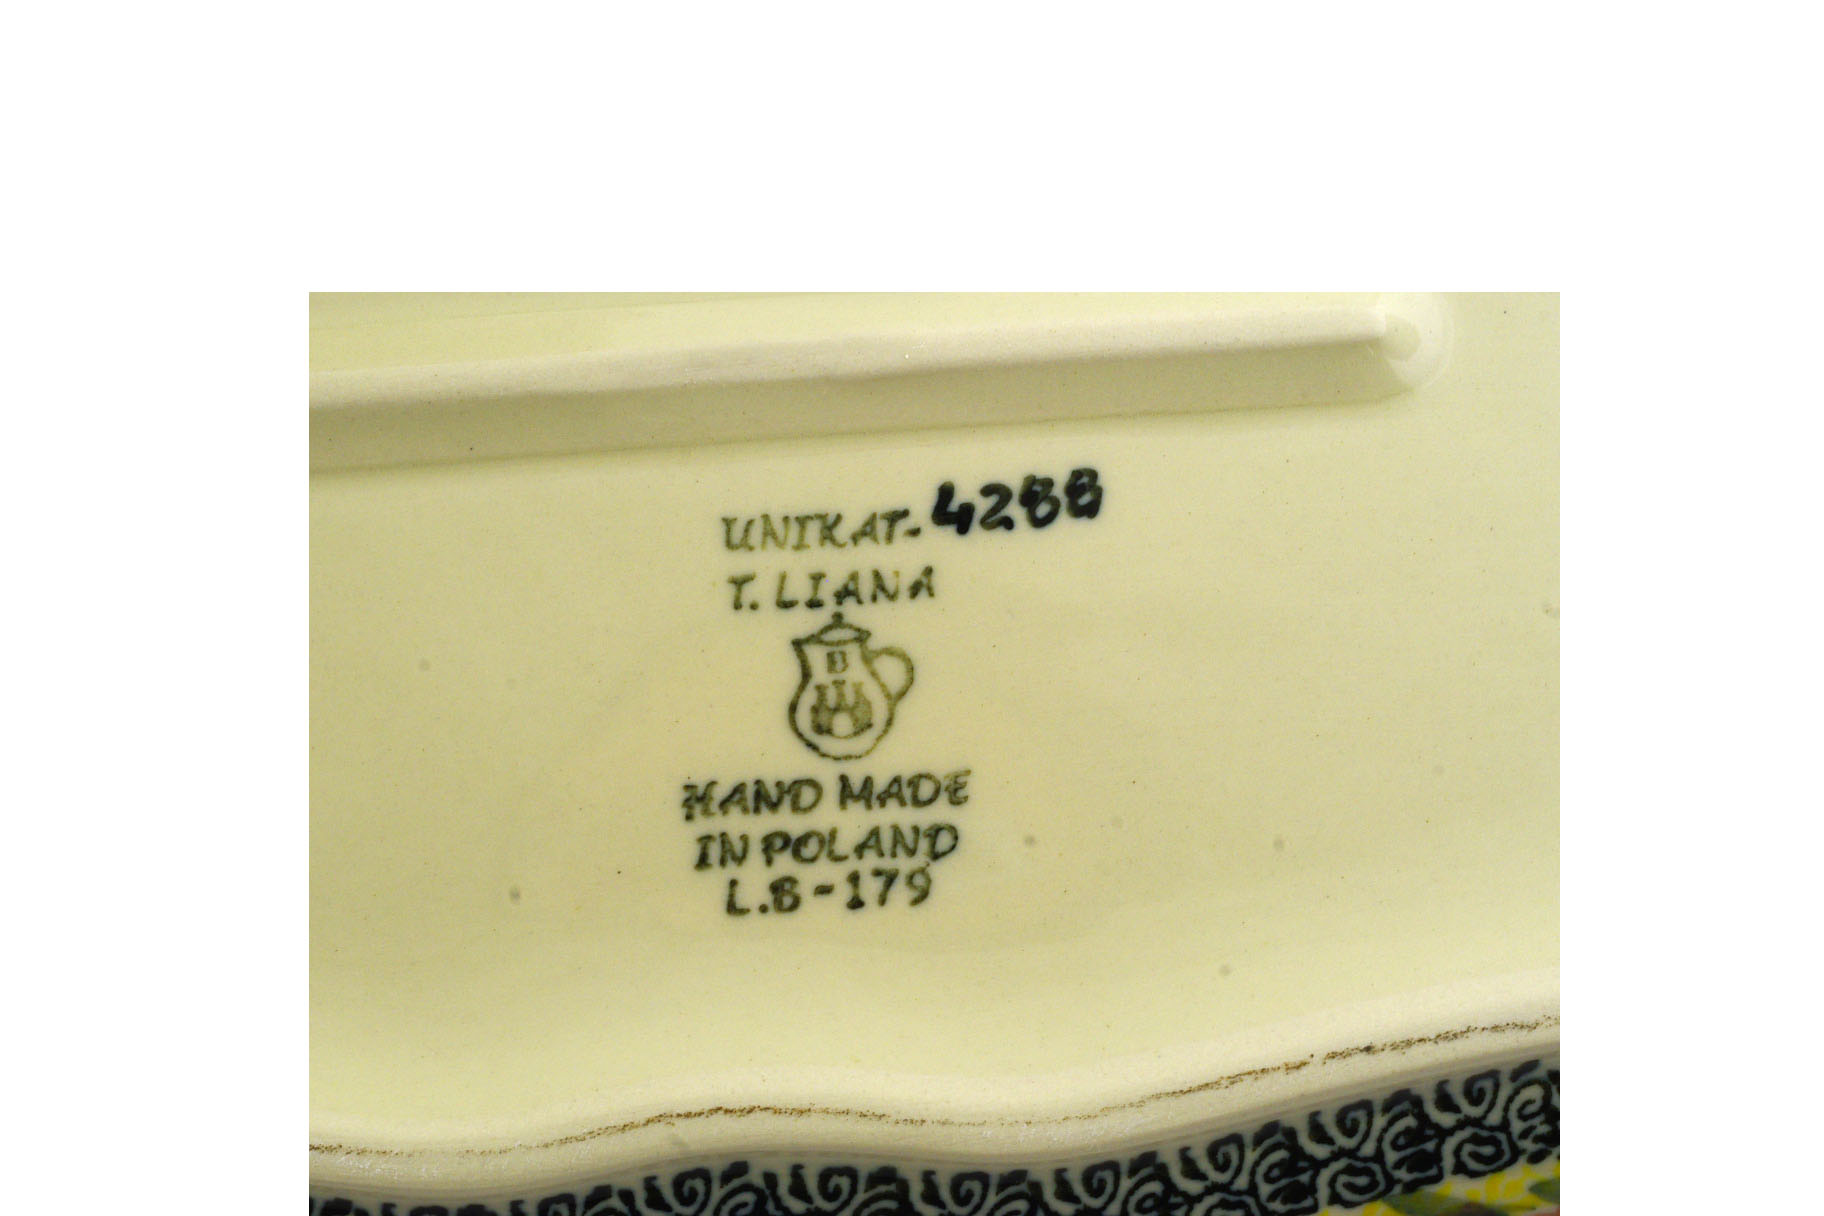 UNIKAT-4288
T. LIANA
B
HAND MADE
IN POLAND
L.B-179